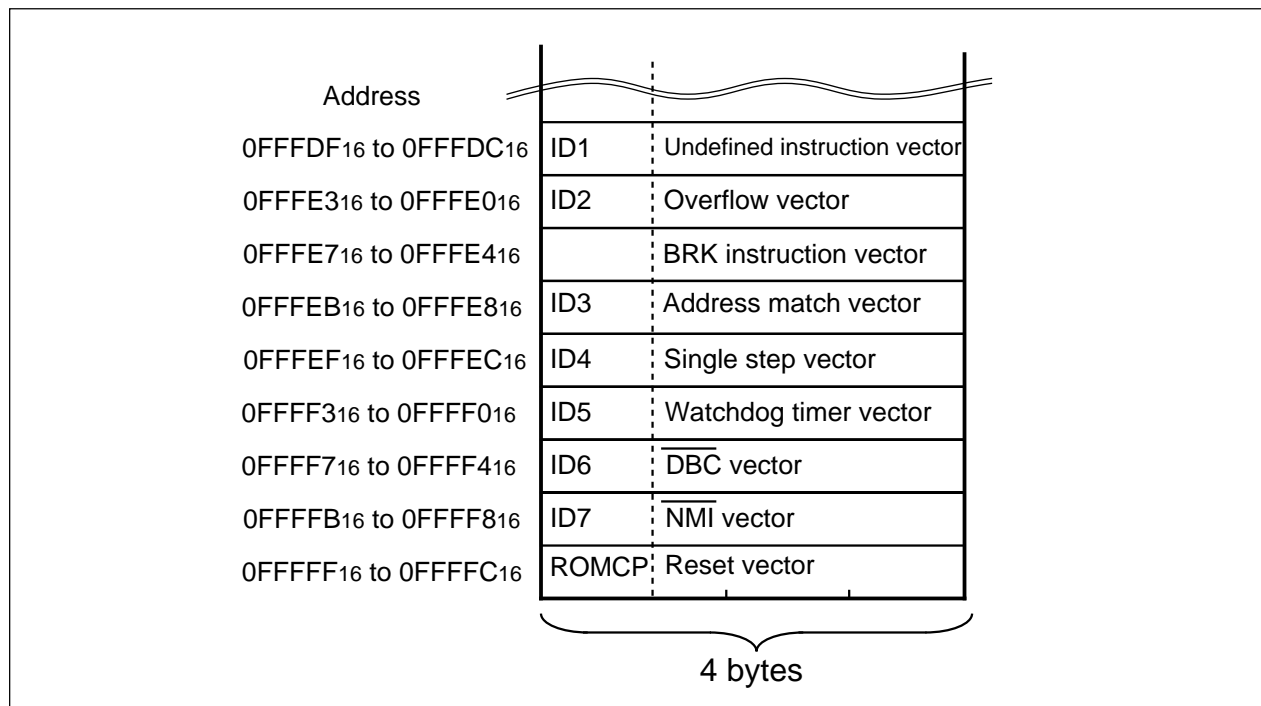 Address
0FFFDF16 to 0FFFDC16 ID1 Undefined instruction vector
0FFFE316 to 0FFFE016 ID2 Overflow vector
0FFFE716 to 0FFFE416 BRK instruction vector
0FFFEB16 to 0FFFE816 ID3 Address match vector
0FFFEF16 to 0FFFEC16 ID4 Single step vector
0FFFF316 to 0FFFF016 ID5 Watchdog timer vector
0FFFF716 to 0FFFF416 ID6 DBC vector
0FFFFB16 to 0FFFF816 ID7 NMI vector
0FFFFF16 to 0FFFFC16 ROMCP Reset vector
4 bytes